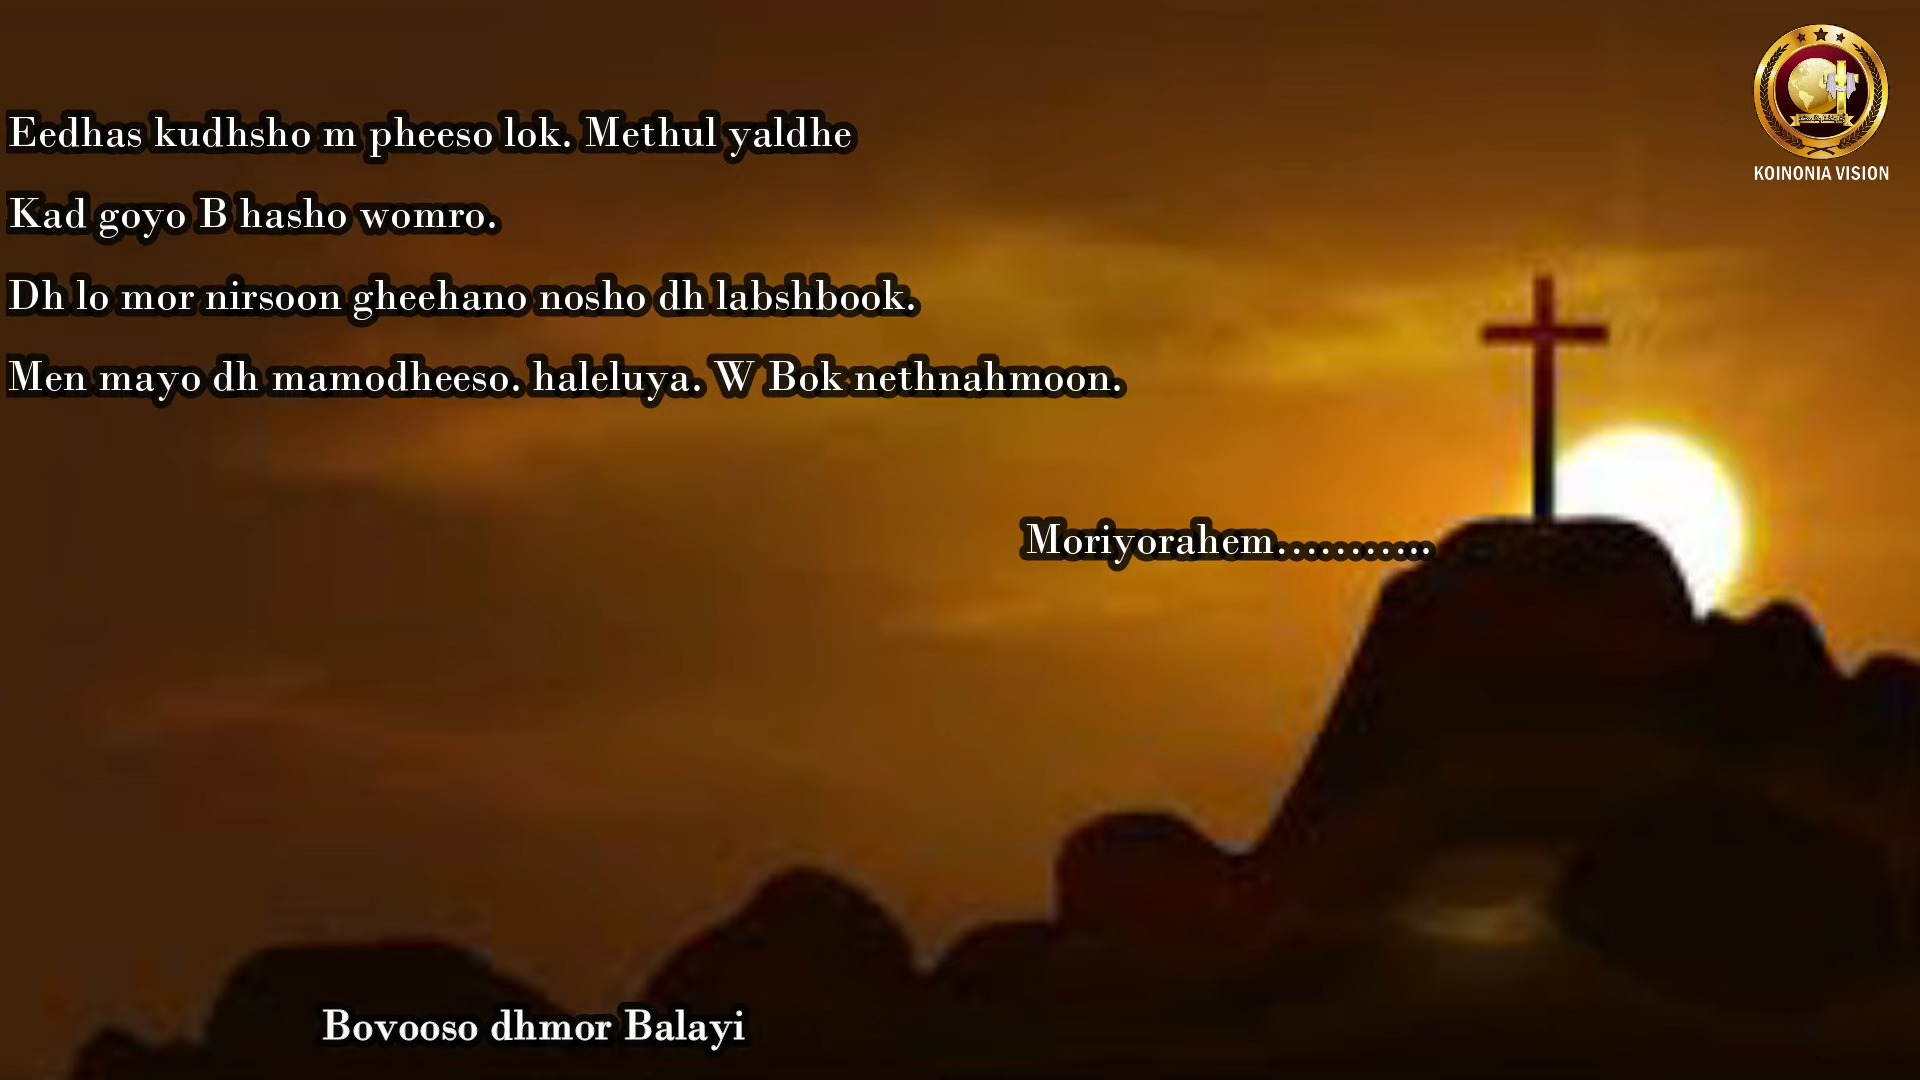 KOINONIA VISION
Eedhas kudhsho m pheeso lok. Methul yaldhe
Kad goyo B hasho womro.
Dh lo mor nirsoon gheehano nosho dh labshbook.
Men mayo dh mamodheeso. haleluya. W Bok nethnahmoon.
Moriyorahem...........
Bovooso dhmor Balayi